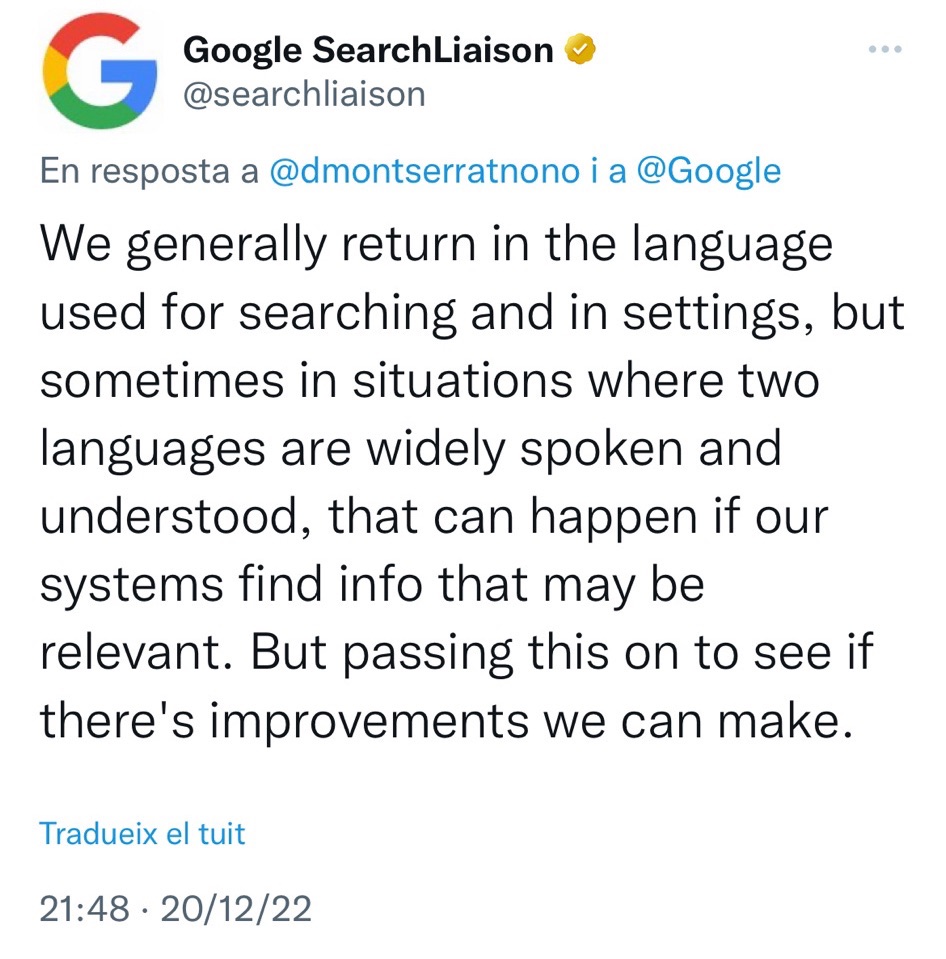 Google SearchLiaison
@searchliaison
En resposta a @dmontserratnono i a @Google
We generally return in the language
used for searching and in settings, but
sometimes in situations where two
languages are widely spoken and
understood, that can happen if our
systems find info that may be
relevant. But passing this on to see if
there's improvements we can make.
Tradueix el tuit
21:48 · 20/12/22